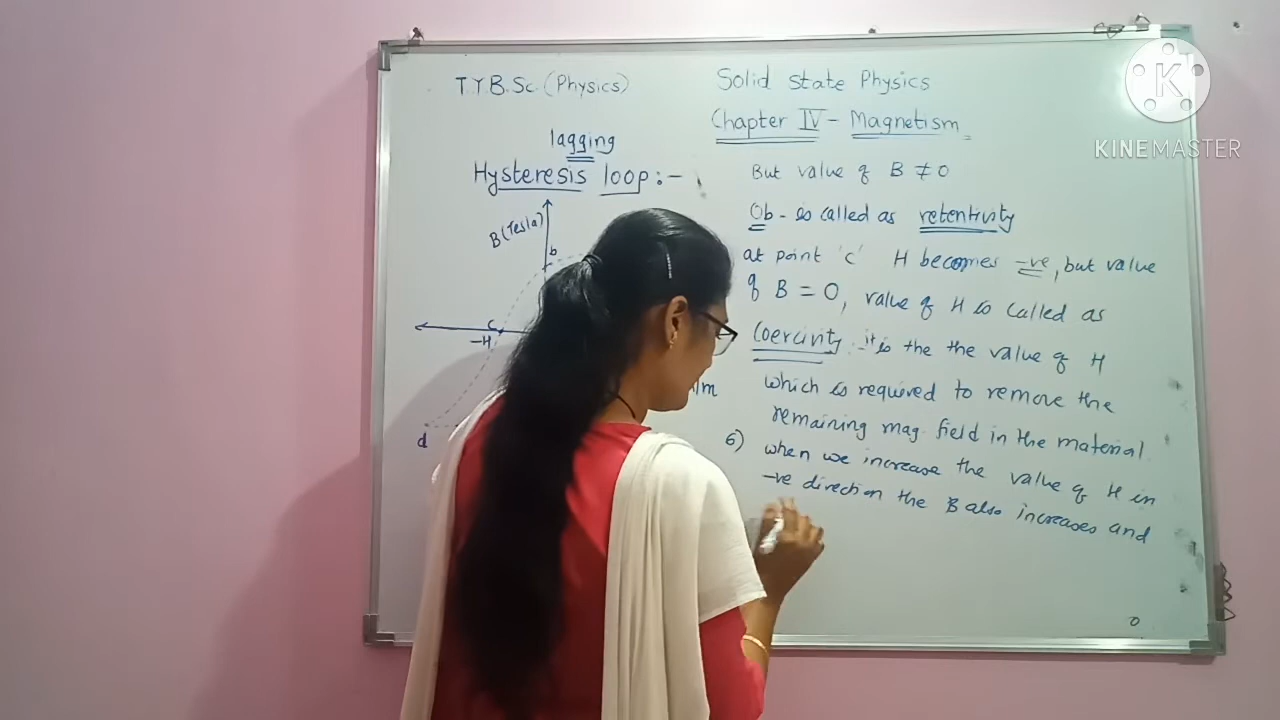 T.Y.B.Sc. (Physics)
Solid State Physics
Chapter IV - Magnetism
lagging
Hysteresis loop :-
B (Tesla)
b
c
-H
d
But value of B ≠ 0
Ob - is called as retentivity
at point 'c' H becomes -ve, but value
of B = 0, value of H is called as
Coercivity :- it is the the value of H
which is required to remove the
remaining mag. field in the material.
6) when we increase the value of H in
-ve direction the B also increases and
K
KINEMASTER